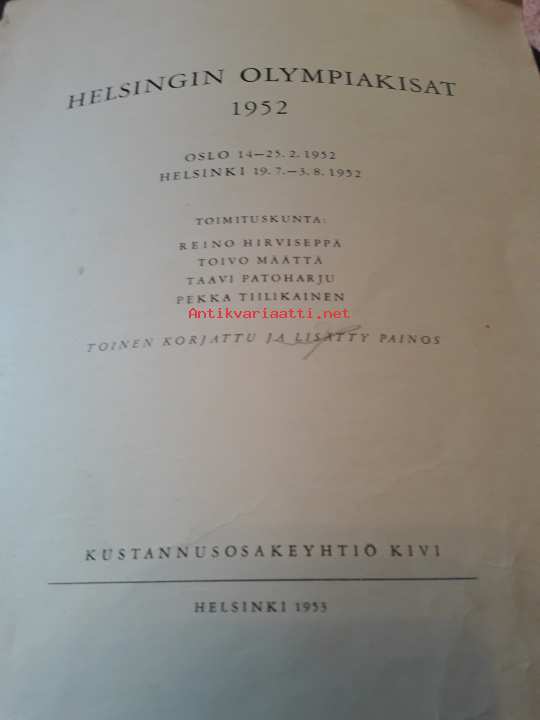 HELSINGIN OLYMPIAKISAT
1952
OSLO 14—25.2.1952
HELSINKI 19.7.—3.8.1952
TOIMITUSKUNTA:
REINO HIRVISEPPÄ
TOIVO MÄÄTTÄ
TAAVI PATOHARJU
PEKKA TIILIKAINEN
Antikvariaatti.net
TOINEN KORJATTU JA LISÄTTY PAINOS
KUSTANNUSOSAKEYHTIÖ KIVI
HELSINKI 1953